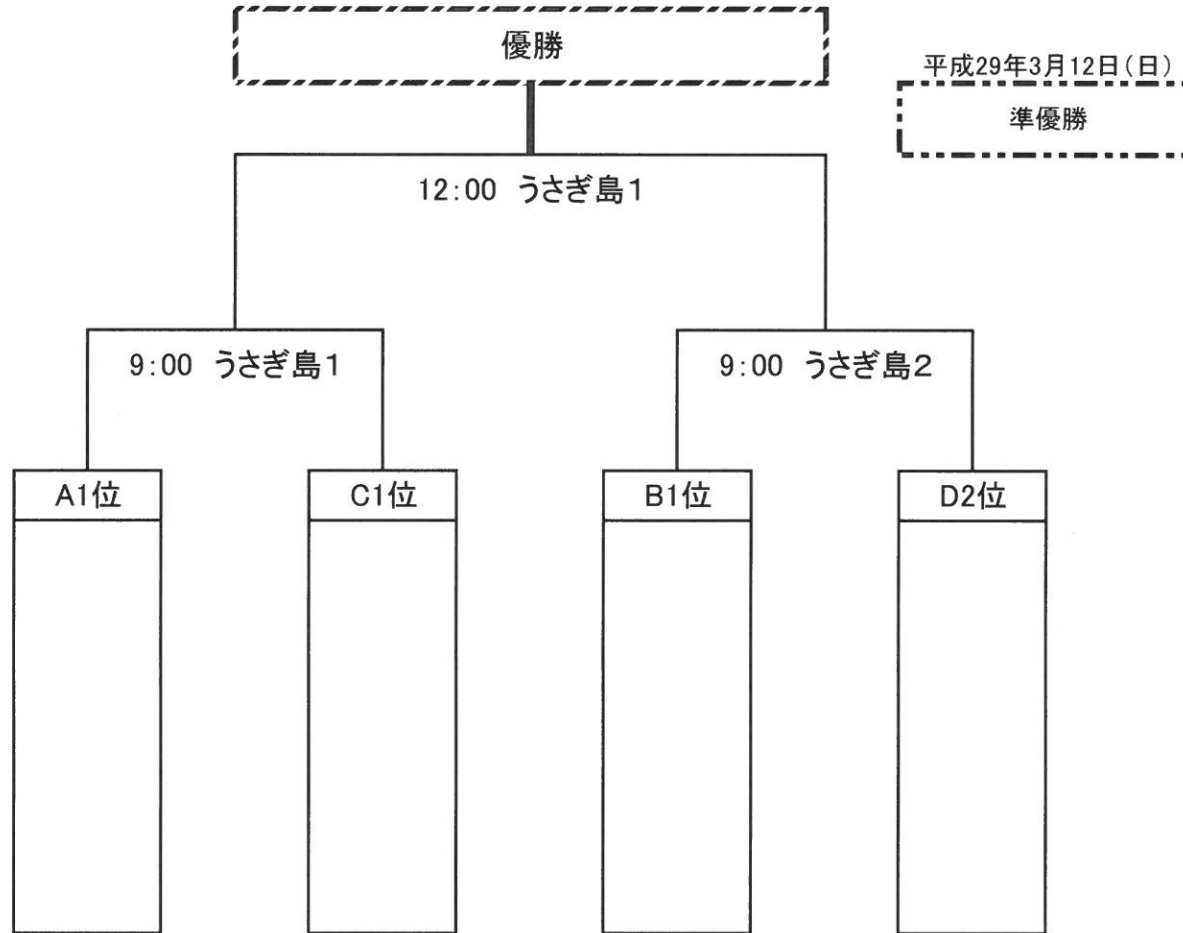 優勝
平成29年3月12日(日)
準優勝
12:00 うさぎ島1
9:00 うさぎ島1
9:00 うさぎ島2
A1位
C1位
B1位
D2位